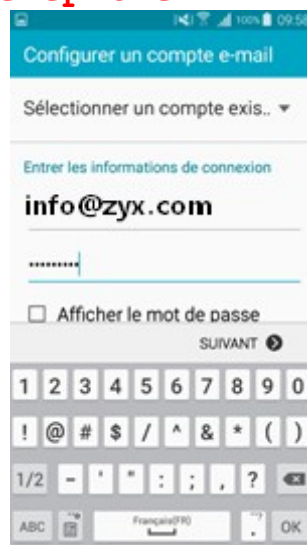 100% 09:58
Configurer un compte e-mail
Sélectionner un compte exis..
Entrer les informations de connexion
info@zyx.com
•••••••••
Afficher le mot de passe
SUIVANT
1 2 3 4 5 6 7 8 9 0
! @ # $ / ^ & * ( )
1/2 - ' " : ; , ?
ABC Français(FR) . OK